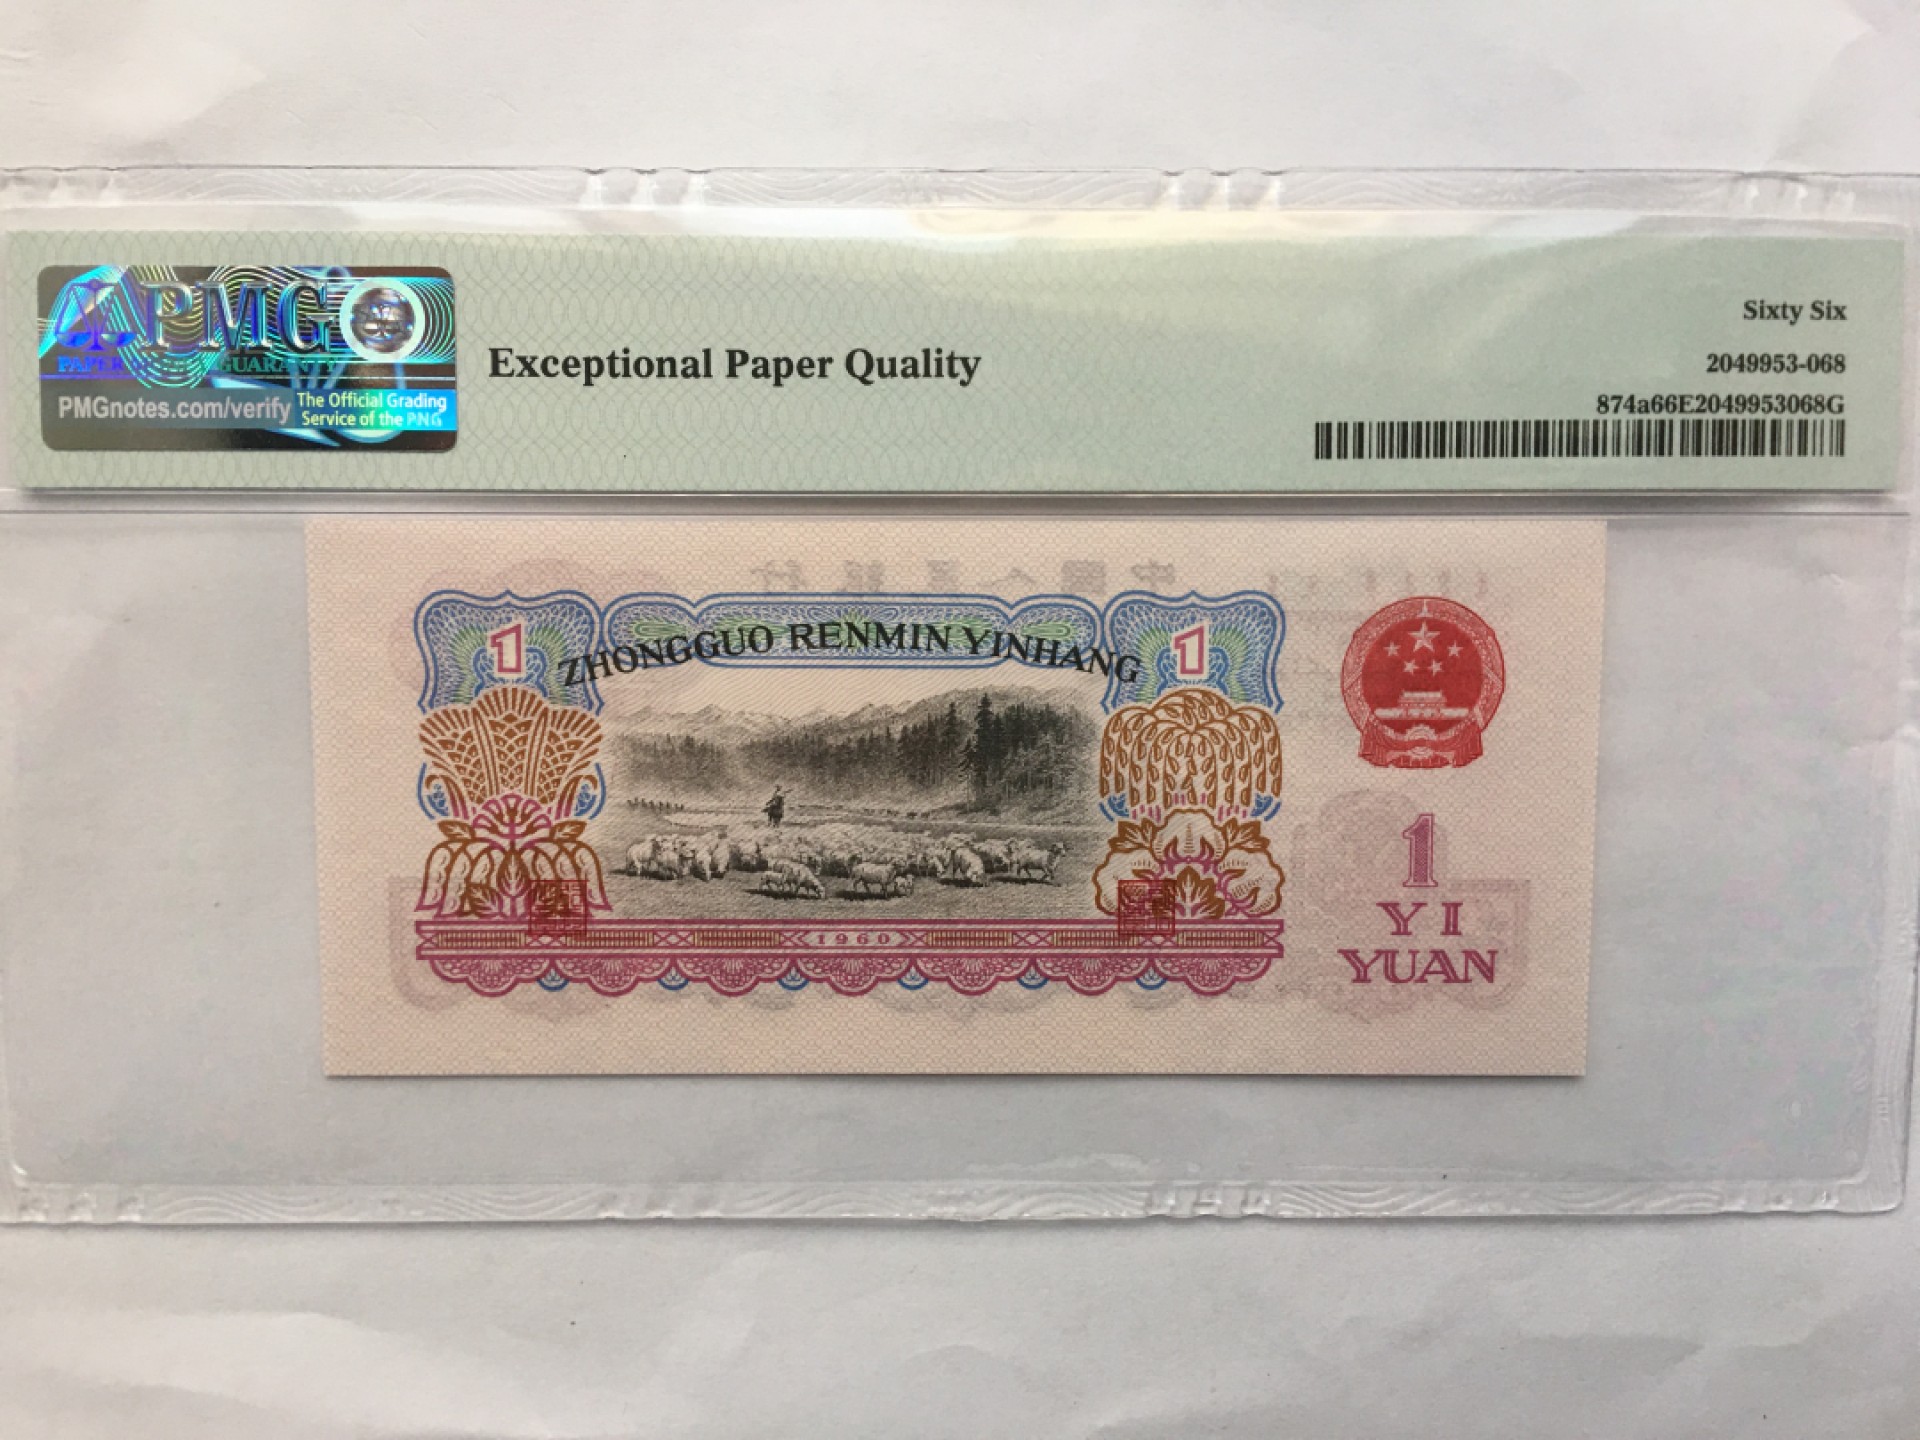 PMG
PAPER MONEY GUARANTY
PMGnotes.com/verify
The Official Grading
Service of the PNG
Exceptional Paper Quality
Sixty Six
2049953-068
874a66E2049953068G
1
ZHONGGUO RENMIN YINHANG
1
1960
1
YI
YUAN